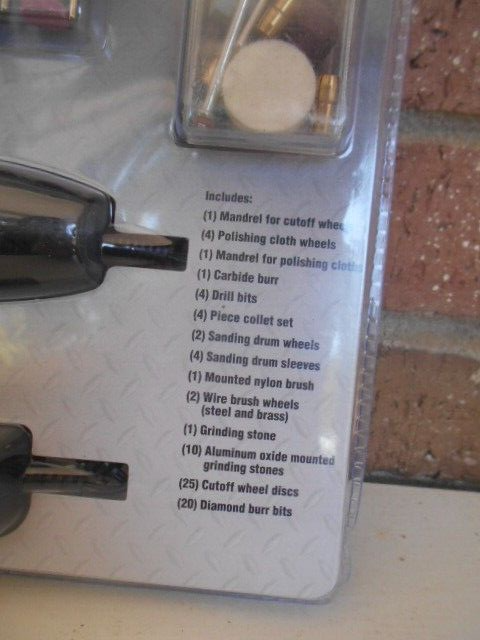 Includes:
(1) Mandrel for cutoff wheel
(4) Polishing cloth wheels
(1) Mandrel for polishing cloths
(1) Carbide burr
(4) Drill bits
(4) Piece collet set
(2) Sanding drum wheels
(4) Sanding drum sleeves
(1) Mounted nylon brush
(2) Wire brush wheels
(steel and brass)
(1) Grinding stone
(10) Aluminum oxide mounted
grinding stones
(25) Cutoff wheel discs
(20) Diamond burr bits